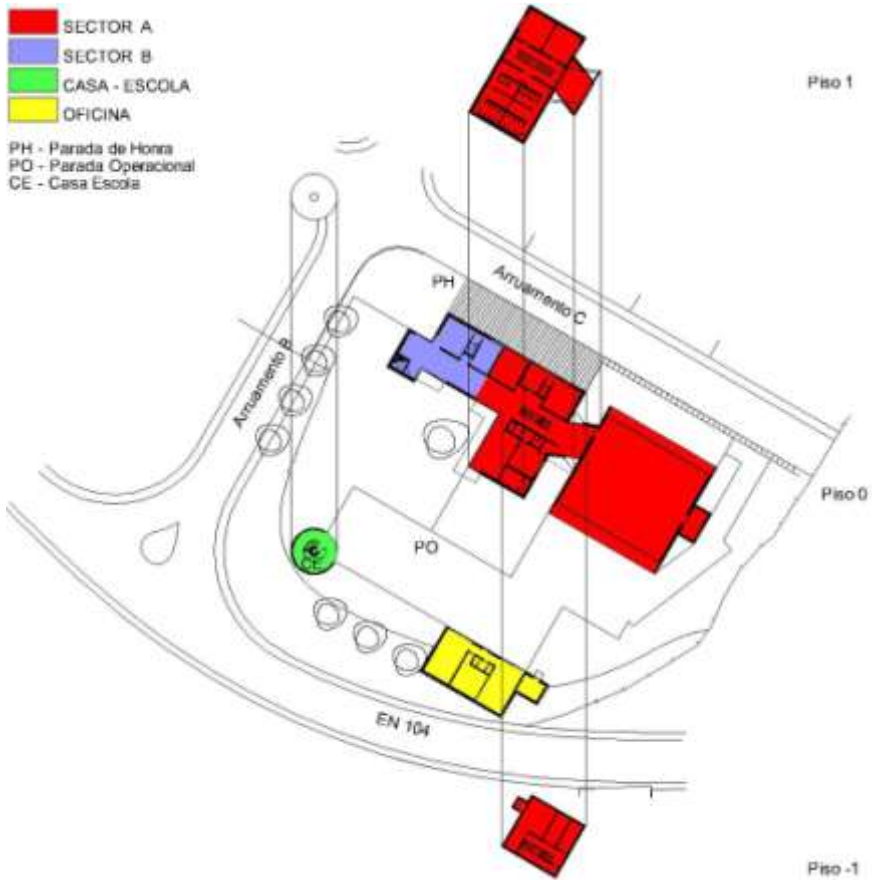 SECTOR A
SECTOR B
CASA - ESCOLA
OFICINA
PH - Parada de Honra
PO - Parada Operacional
CE - Casa Escola
Piso 1
PH
Arruamento C
Arruamento B
Piso 0
PO
CE
EN 104
Piso -1